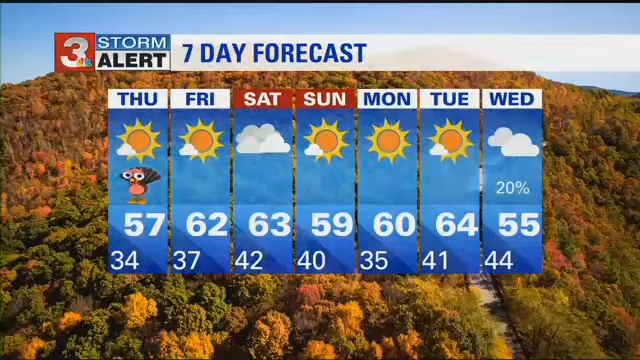 3 STORM ALERT
7 DAY FORECAST
THU FRI SAT SUN MON TUE WED
20%
57 62 63 59 60 64 55
34 37 42 40 35 41 44